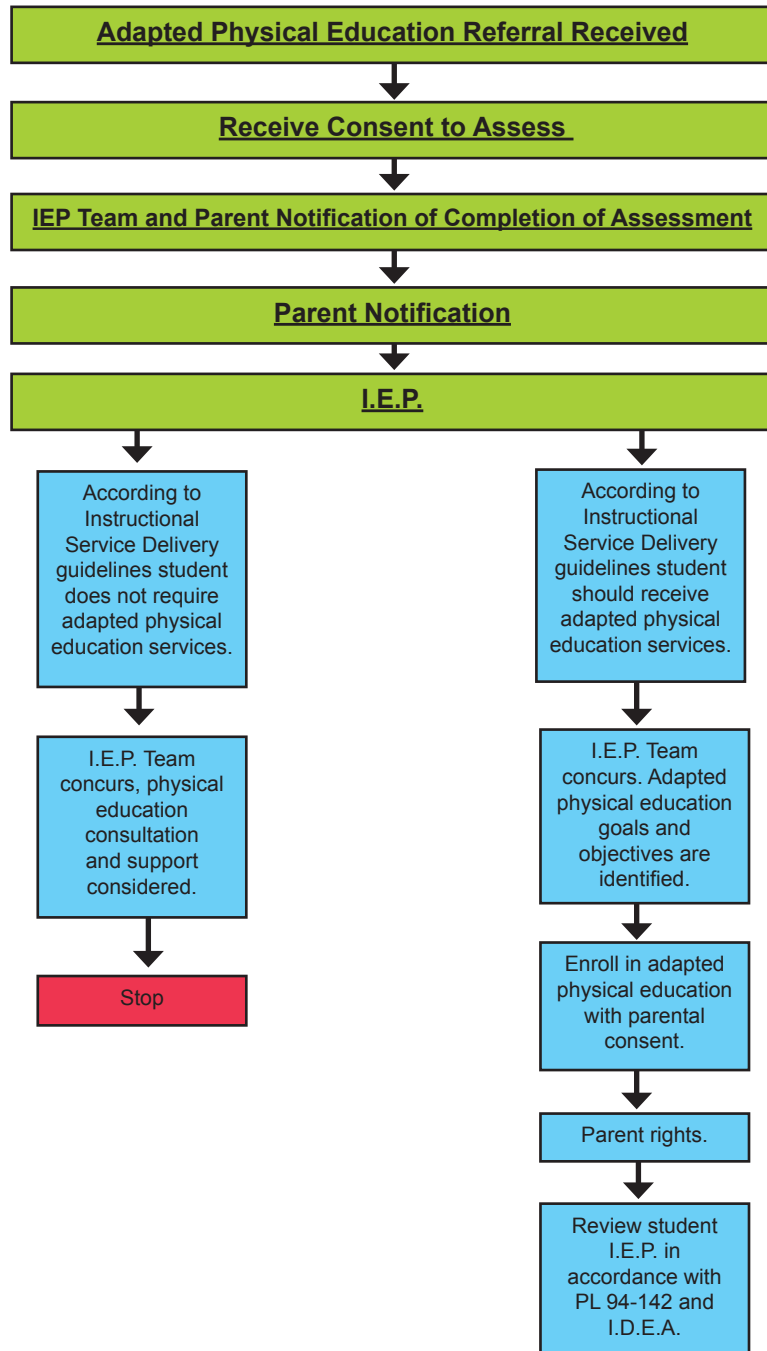 Adapted Physical Education Referral Received
Receive Consent to Assess
IEP Team and Parent Notification of Completion of Assessment
Parent Notification
I.E.P.
According to
Instructional
Service Delivery
guidelines student
does not require
adapted physical
education services.
I.E.P. Team
concurs, physical
education
consultation
and support
considered.
Stop
According to
Instructional
Service Delivery
guidelines student
should receive
adapted physical
education services.
I.E.P. Team
concurs. Adapted
physical education
goals and
objectives are
identified.
Enroll in adapted
physical education
with parental
consent.
Parent rights.
Review student
I.E.P. in
accordance with
PL 94-142 and
I.D.E.A.